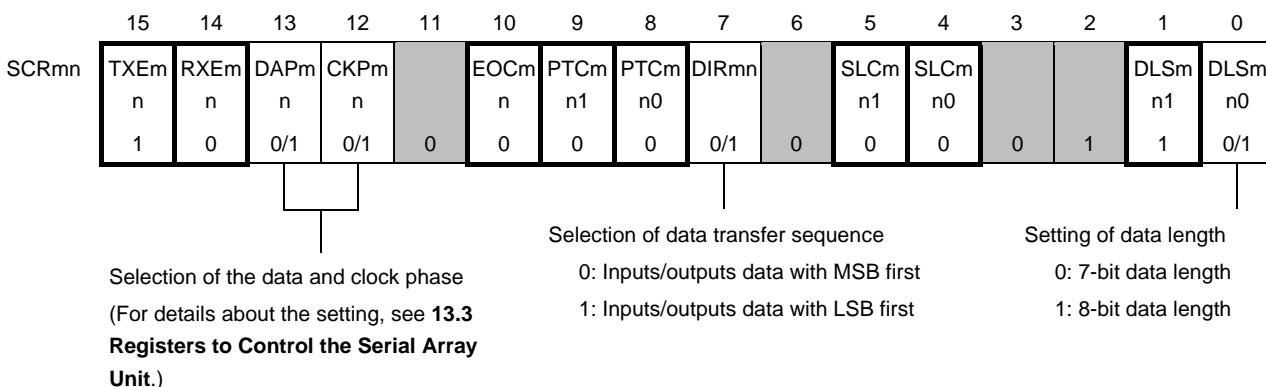 15 14 13 12 11 10 9 8 7 6 5 4 3 2 1 0
SCRmn TXEm RXEm DAPm CKPm EOCm PTCm PTCm DIRmn SLCm SLCm DLSm DLSm
n n n n n n1 n0 n1 n0 n1 n0
1 0 0/1 0/1 0 0 0 0 0/1 0 0 0 0 1 1 0/1
Selection of data transfer sequence
0: Inputs/outputs data with MSB first
1: Inputs/outputs data with LSB first
Setting of data length
0: 7-bit data length
1: 8-bit data length
Selection of the data and clock phase
(For details about the setting, see 13.3
Registers to Control the Serial Array
Unit.)